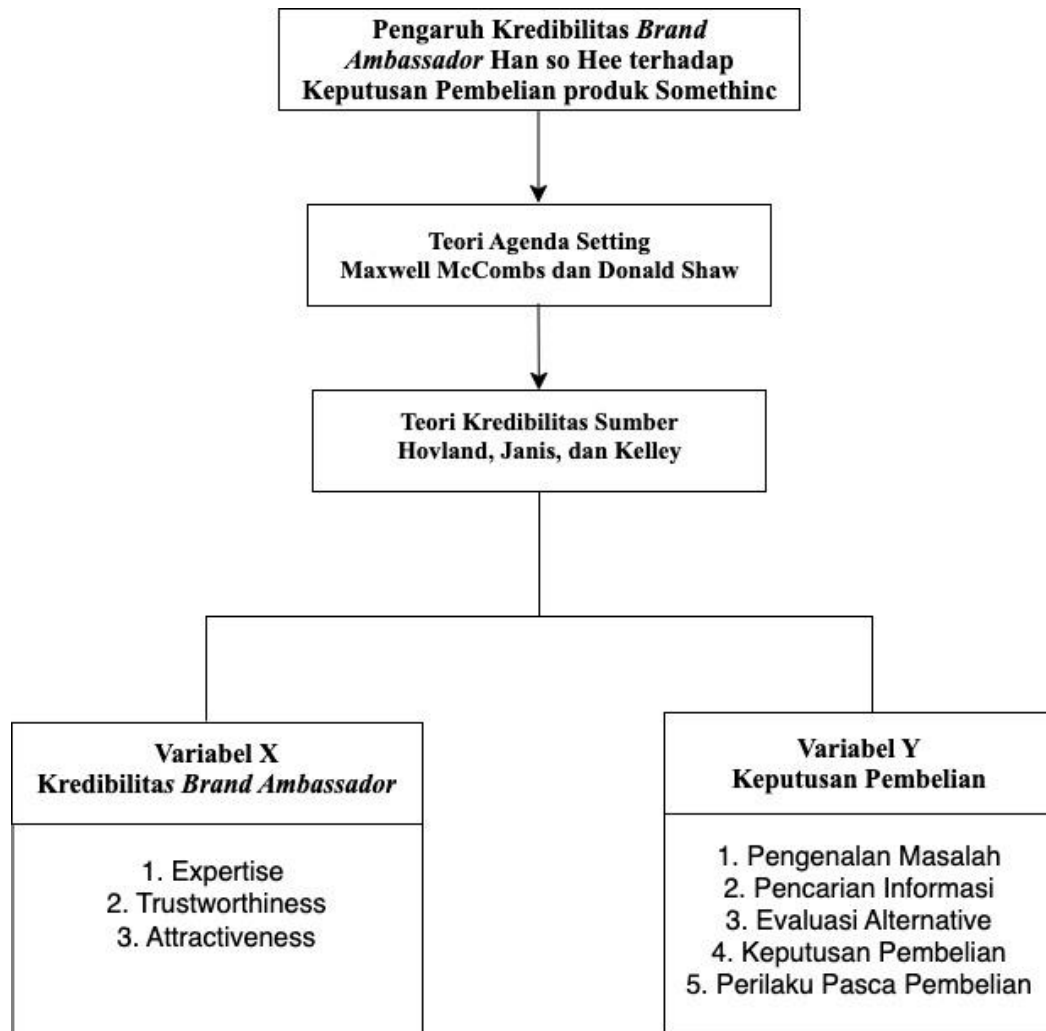 Pengaruh Kredibilitas Brand
Ambassador Han so Hee terhadap
Keputusan Pembelian produk Somethinc
Teori Agenda Setting
Maxwell McCombs dan Donald Shaw
Teori Kredibilitas Sumber
Hovland, Janis, dan Kelley
Variabel X
Kredibilitas Brand Ambassador
1. Expertise
2. Trustworthiness
3. Attractiveness
Variabel Y
Keputusan Pembelian
1. Pengenalan Masalah
2. Pencarian Informasi
3. Evaluasi Alternative
4. Keputusan Pembelian
5. Perilaku Pasca Pembelian